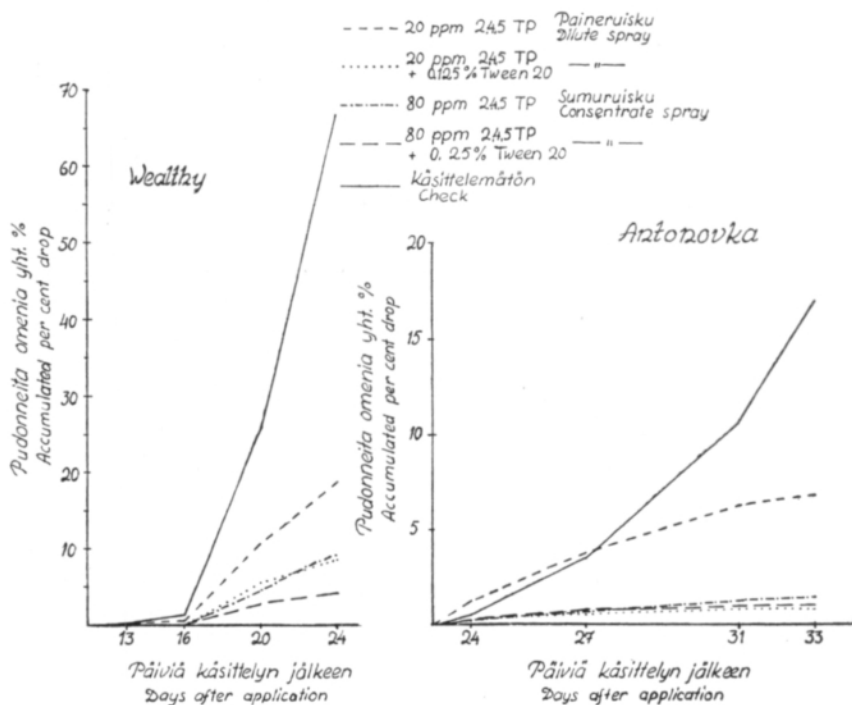 20 ppm 2,4,5 TP Paineruisku
Dilute spray
20 ppm 245 TP — " —
+ 0.125% Tween 20
80 ppm 2,4,5 TP Sumuruisku
Consentrate spray
80 ppm 2,4,5 TP — " —
+ 0.25% Tween 20
Käsittelemätön
Check
Wealthy
70
60
50
40
30
20
10
Pudonneita omenia yht. %
Accumulated per cent drop
13 16 20 24
Päiviä käsittelyn jälkeen
Days after application
Antonovka
20
15
10
5
Pudonneita omenia yht. %
Accumulated per cent drop
24 27 31 33
Päiviä käsittelyn jälkeen
Days after application